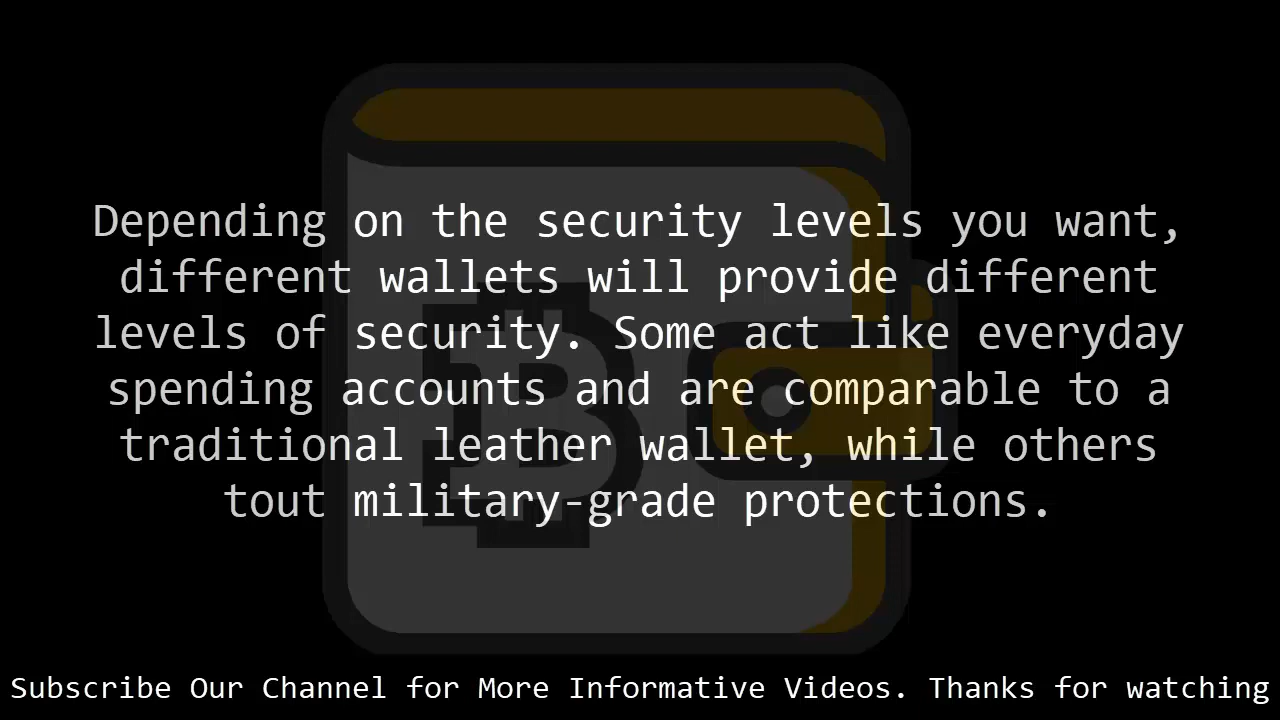 Depending on the security levels you want,
different wallets will provide different
levels of security. Some act like everyday
spending accounts and are comparable to a
traditional leather wallet, while others
tout military-grade protections.
Subscribe Our Channel for More Informative Videos. Thanks for watching